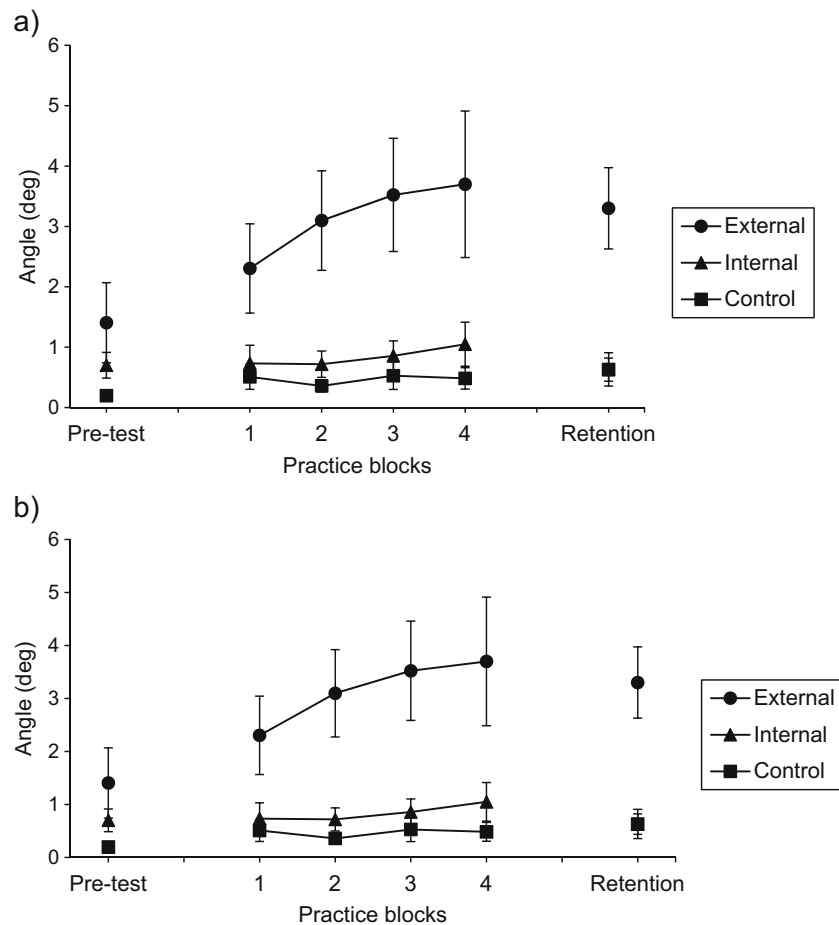 a)
6
5
4
3
2
1
0
Angle (deg)
Pre-test 1 2 3 4 Retention
Practice blocks
External
Internal
Control
b)
6
5
4
3
2
1
0
Angle (deg)
Pre-test 1 2 3 4 Retention
Practice blocks
External
Internal
Control